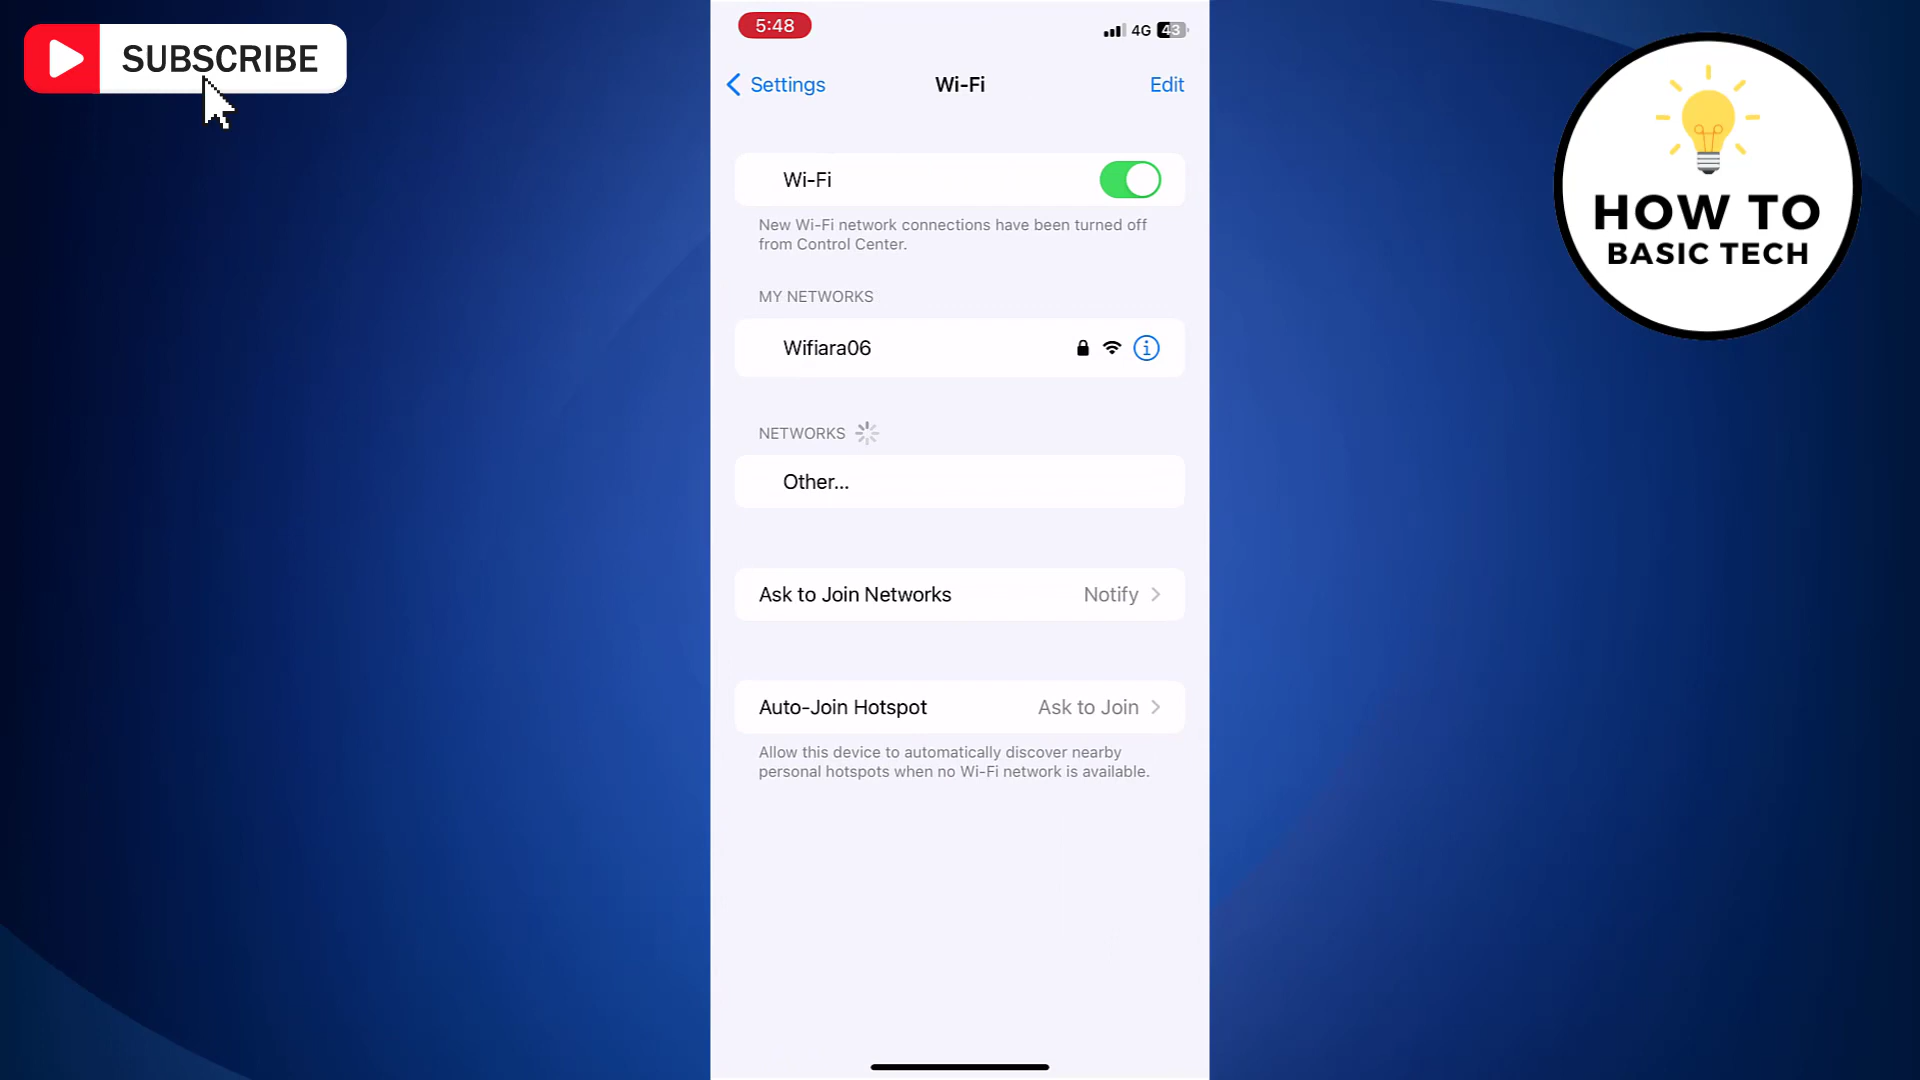 SUBSCRIBE
5:48
4G 43
Settings
Wi-Fi
Edit
Wi-Fi
New Wi-Fi network connections have been turned off
from Control Center.
MY NETWORKS
Wifiara06
NETWORKS
Other...
Ask to Join Networks Notify
Auto-Join Hotspot Ask to Join
Allow this device to automatically discover nearby
personal hotspots when no Wi-Fi network is available.
HOW TO
BASIC TECH